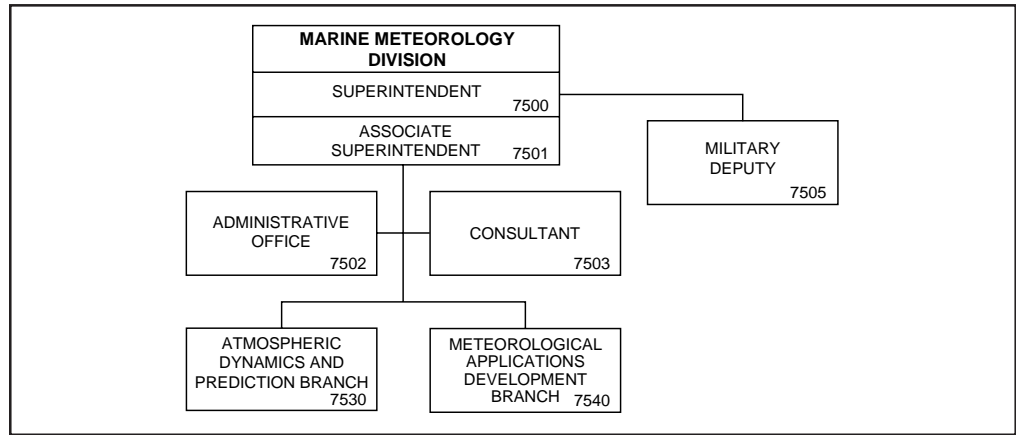 MARINE METEOROLOGY
DIVISION
SUPERINTENDENT
7500
ASSOCIATE
SUPERINTENDENT
7501
MILITARY
DEPUTY
7505
ADMINISTRATIVE
OFFICE
7502
CONSULTANT
7503
ATMOSPHERIC
DYNAMICS AND
PREDICTION BRANCH
7530
METEOROLOGICAL
APPLICATIONS
DEVELOPMENT
BRANCH 7540